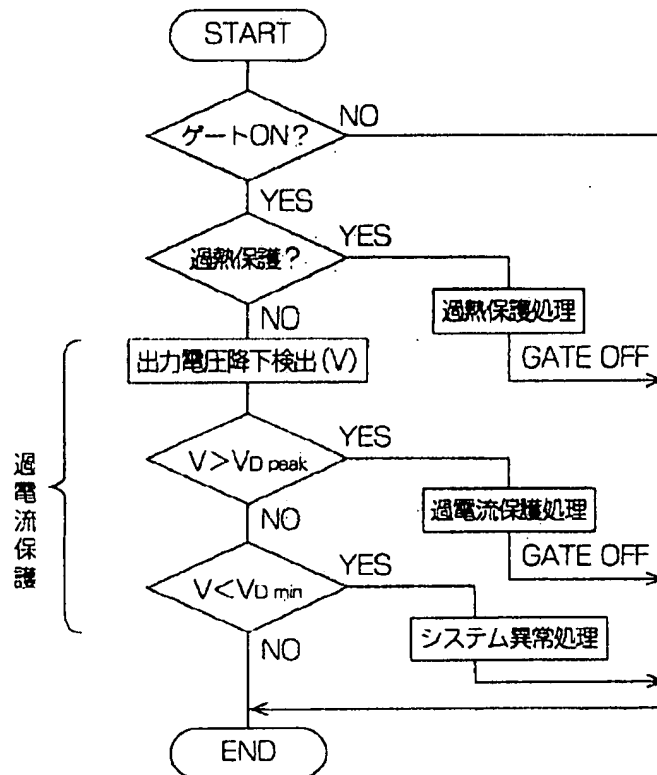 START
ゲートON?
NO
YES
過熱保護?
YES
過熱保護処理
NO
GATE OFF
出力電圧降下検出(V)
過電流保護
V>VD peak
YES
過電流保護処理
NO
GATE OFF
V<VD min
YES
システム異常処理
NO
END